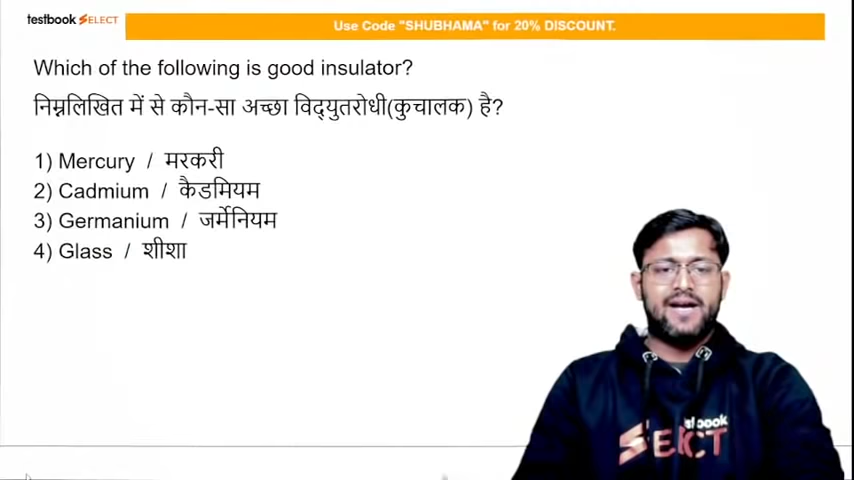 testbook SELECT
Use Code "SHUBHAMA" for 20% DISCOUNT.
Which of the following is good insulator?
निम्नलिखित में से कौन-सा अच्छा विद्युतरोधी(कुचालक) है?
1) Mercury / मरकरी
2) Cadmium / कैडमियम
3) Germanium / जर्मेनियम
4) Glass / शीशा
SELECT